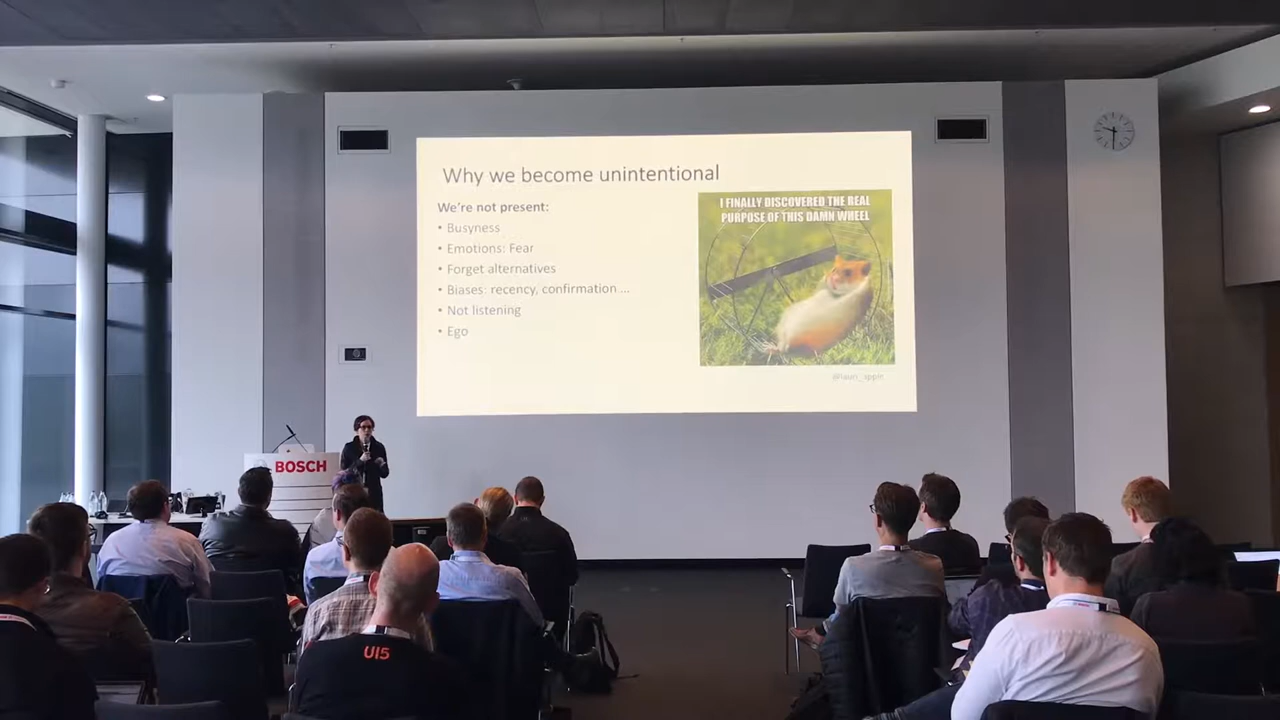 Why we become unintentional
We're not present:
• Busyness
• Emotions: Fear
• Forget alternatives
• Biases: recency, confirmation ...
• Not listening
• Ego
I FINALLY DISCOVERED THE REAL
PURPOSE OF THIS DAMN WHEEL
BOSCH
UI5